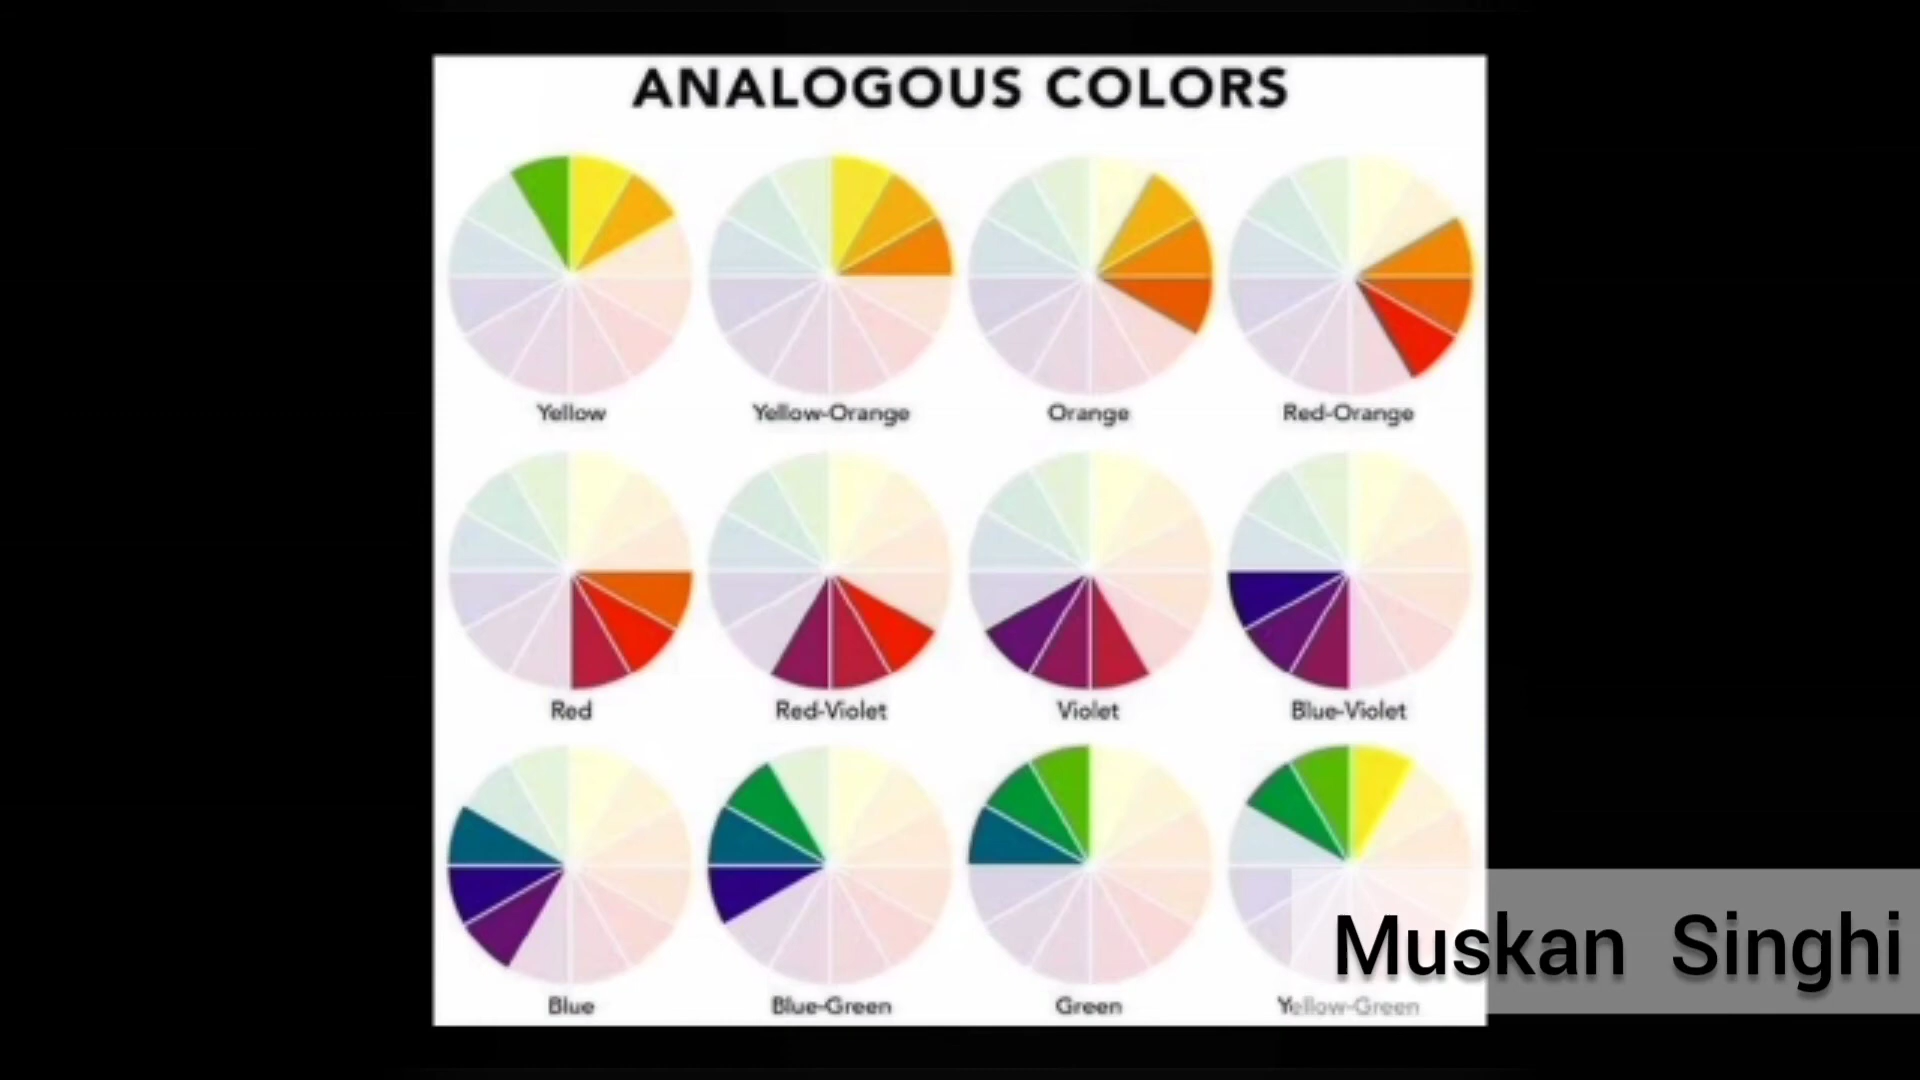 ANALOGOUS COLORS
Yellow Yellow-Orange Orange Red-Orange
Red Red-Violet Violet Blue-Violet
Blue Blue-Green Green Yellow-Green
Muskan Singhi